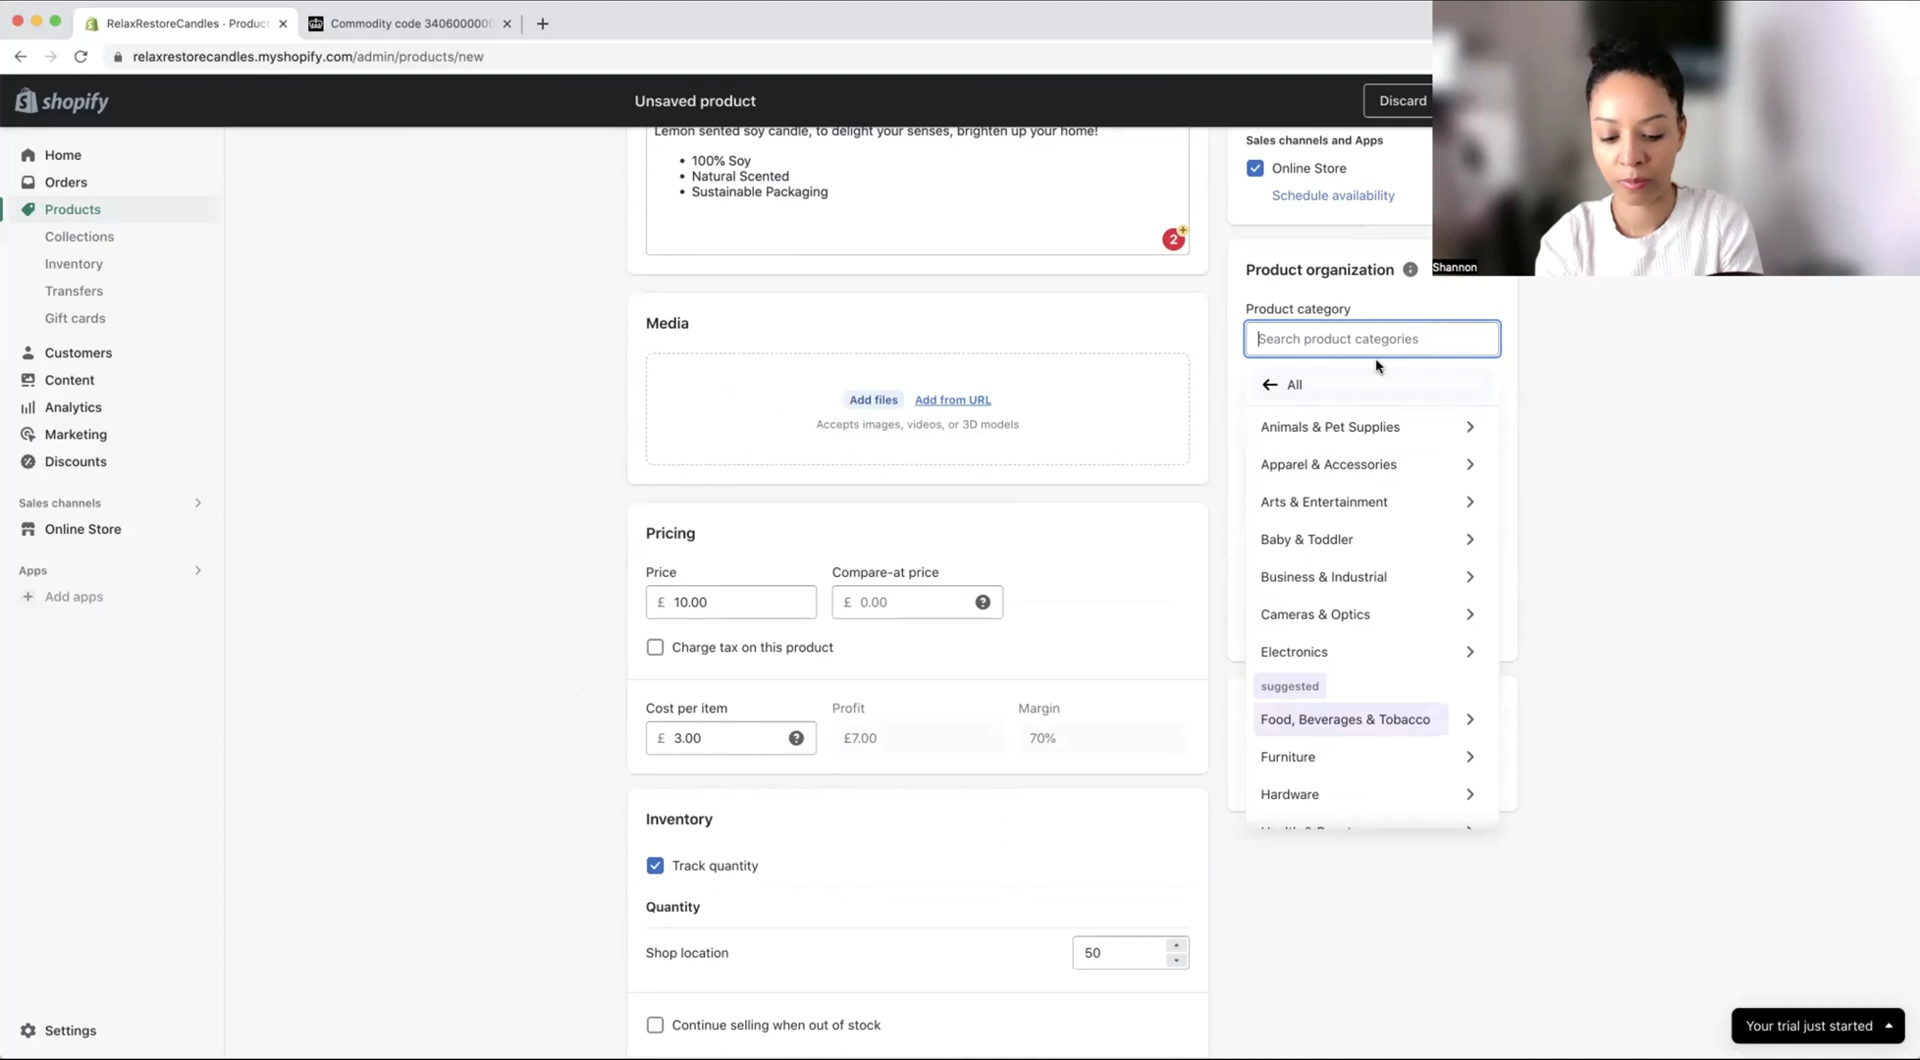 RelaxRestoreCandles · Product
Commodity code 3406000000
relaxrestorecandles.myshopify.com/admin/products/new
shopify
Unsaved product
Discard
Home
Orders
Products
Collections
Inventory
Transfers
Gift cards
Customers
Content
Analytics
Marketing
Discounts
Sales channels
Online Store
Apps
Add apps
Settings
Lemon sented soy candle, to delight your senses, brighten up your home!
• 100% Soy
• Natural Scented
• Sustainable Packaging
2
Media
Add files Add from URL
Accepts images, videos, or 3D models
Pricing
Price Compare-at price
£ 10.00 £ 0.00
Charge tax on this product
Cost per item Profit Margin
£ 3.00 £7.00 70%
Inventory
Track quantity
Quantity
Shop location 50
Continue selling when out of stock
Sales channels and Apps
Online Store
Schedule availability
Product organization
Product category
Search product categories
All
Animals & Pet Supplies
Apparel & Accessories
Arts & Entertainment
Baby & Toddler
Business & Industrial
Cameras & Optics
Electronics
suggested
Food, Beverages & Tobacco
Furniture
Hardware
Shannon
Your trial just started